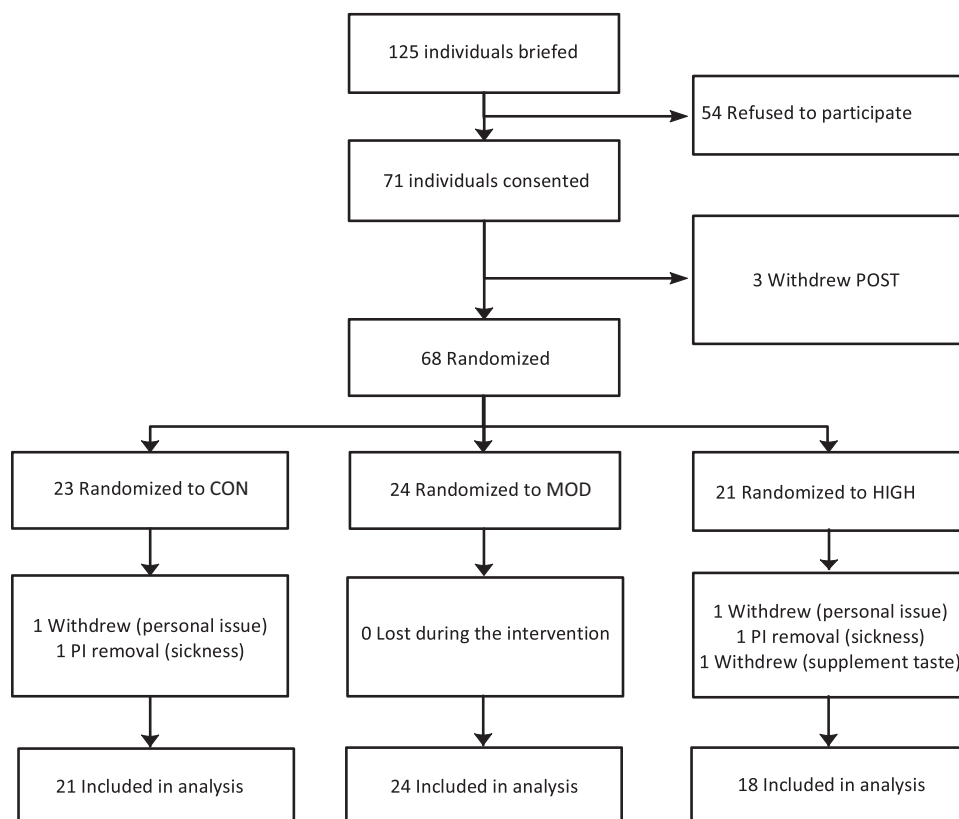 125 individuals briefed
54 Refused to participate
71 individuals consented
3 Withdrew POST
68 Randomized
23 Randomized to CON
24 Randomized to MOD
21 Randomized to HIGH
1 Withdrew (personal issue)
1 PI removal (sickness)
0 Lost during the intervention
1 Withdrew (personal issue)
1 PI removal (sickness)
1 Withdrew (supplement taste)
21 Included in analysis
24 Included in analysis
18 Included in analysis